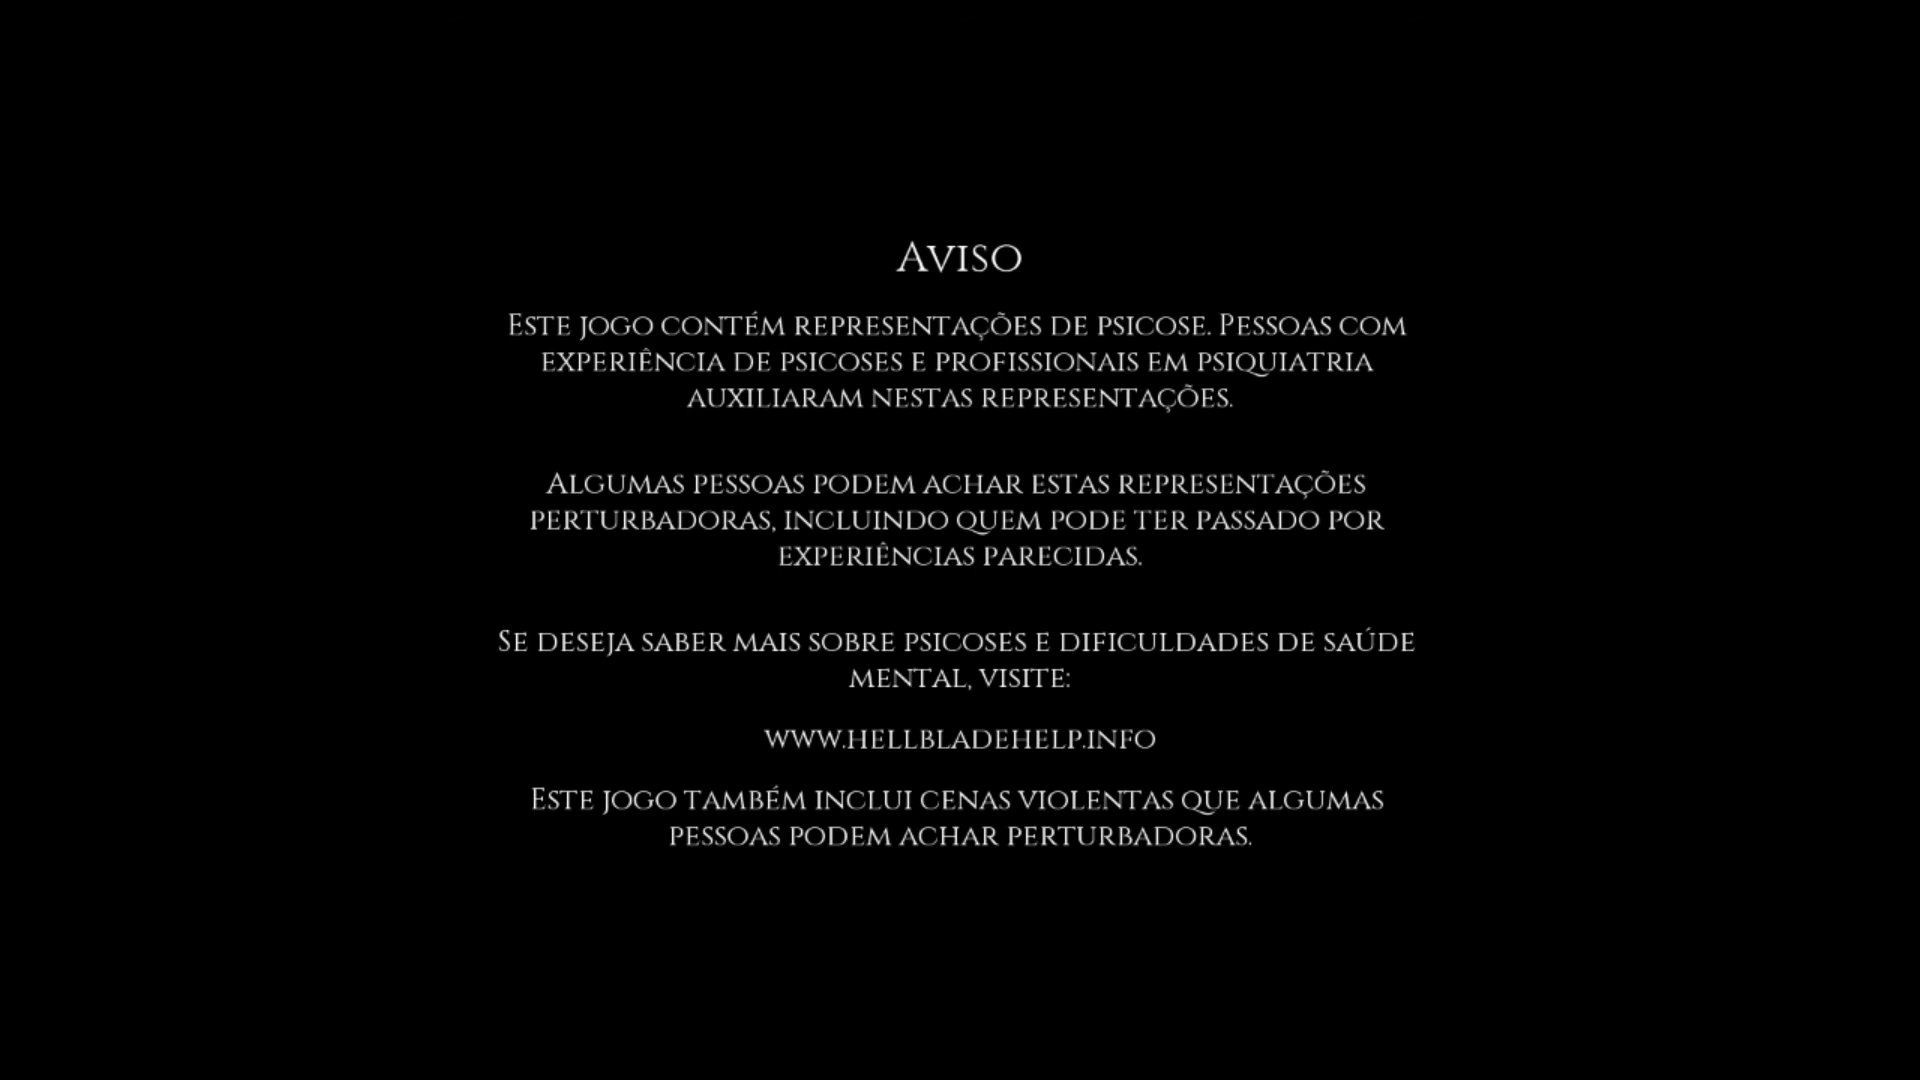 Aviso
Este jogo contém representações de psicose. Pessoas com
experiência de psicoses e profissionais em psiquiatria
auxiliaram nestas representações.
Algumas pessoas podem achar estas representações
perturbadoras, incluindo quem pode ter passado por
experiências parecidas.
Se deseja saber mais sobre psicoses e dificuldades de saúde
mental, visite:
www.hellbladehelp.info
Este jogo também inclui cenas violentas que algumas
pessoas podem achar perturbadoras.